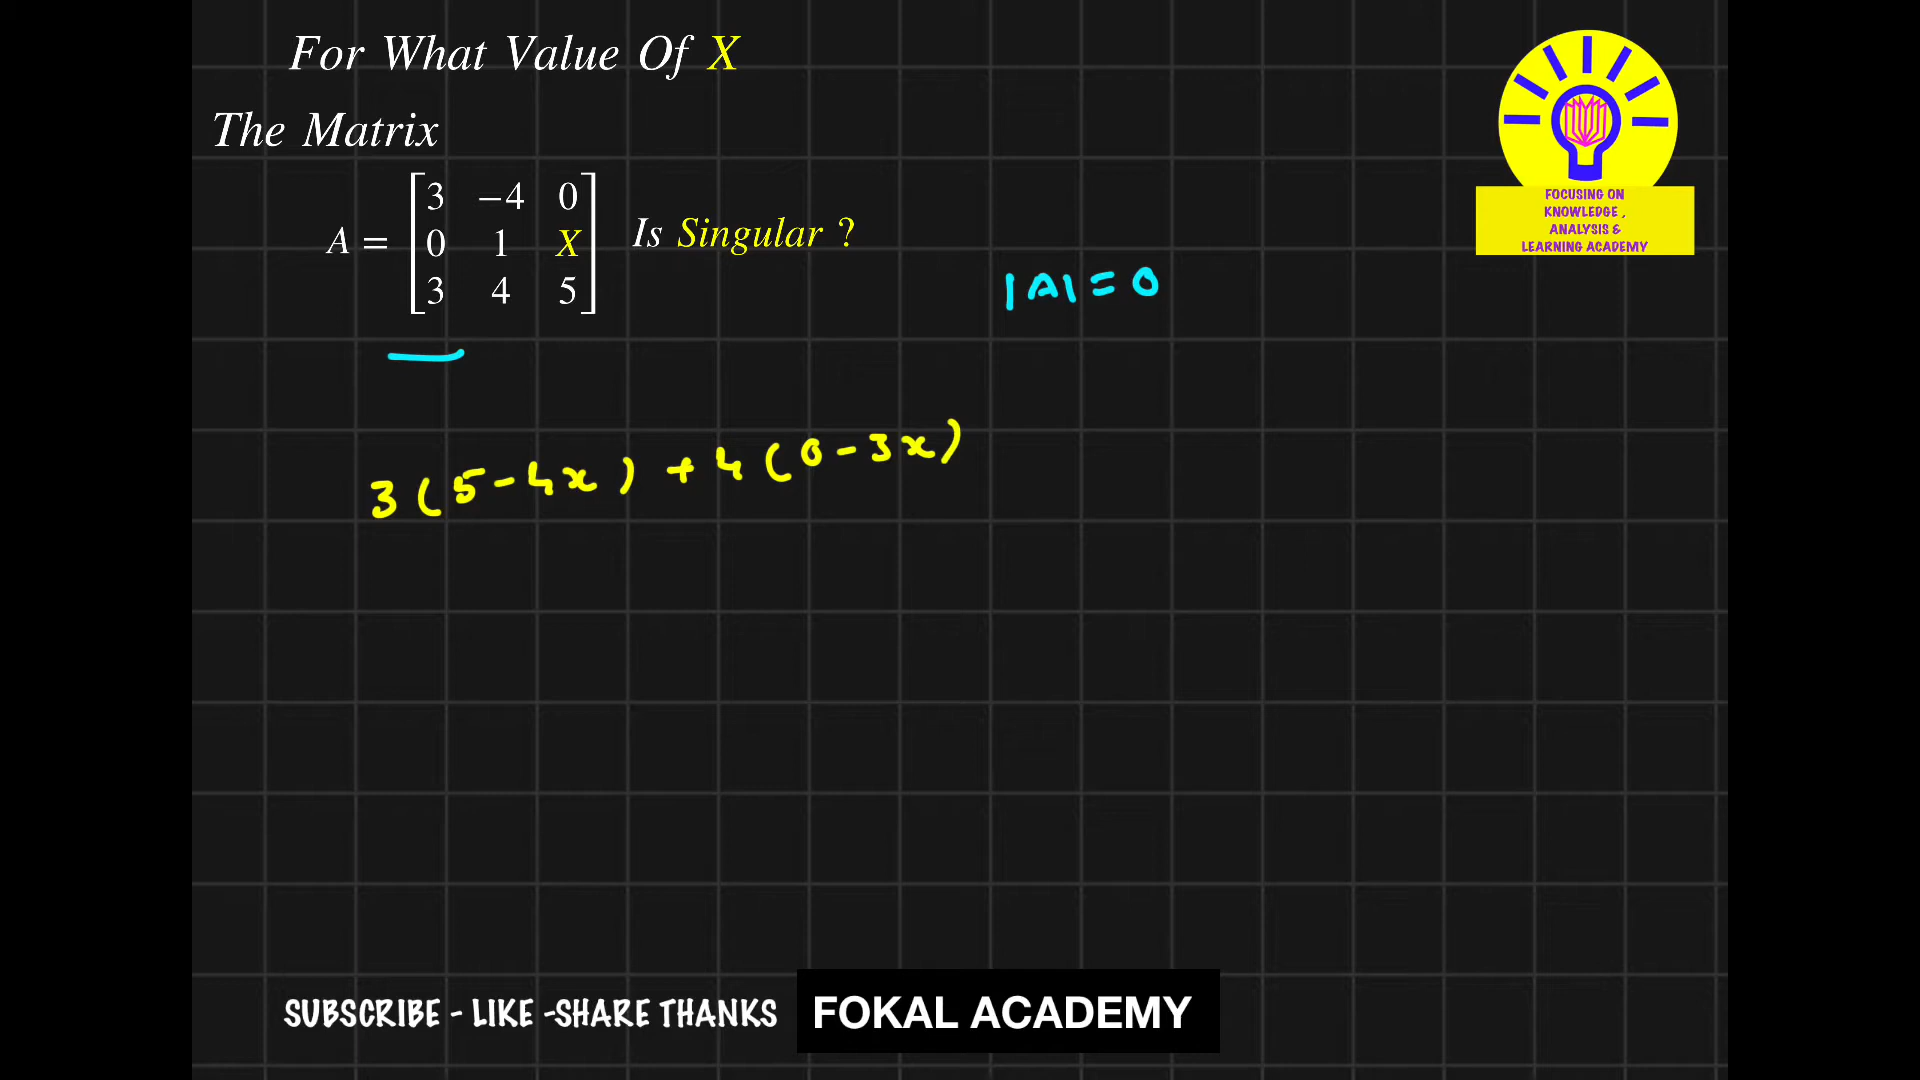 For What Value Of X
The Matrix
A = [3 −4 0
0 1 X
3 4 5] Is Singular ?
|A| = 0
3(5-4x) + 4(0-3x)
FOCUSING ON
KNOWLEDGE ,
ANALYSIS &
LEARNING ACADEMY
SUBSCRIBE - LIKE -SHARE THANKS FOKAL ACADEMY